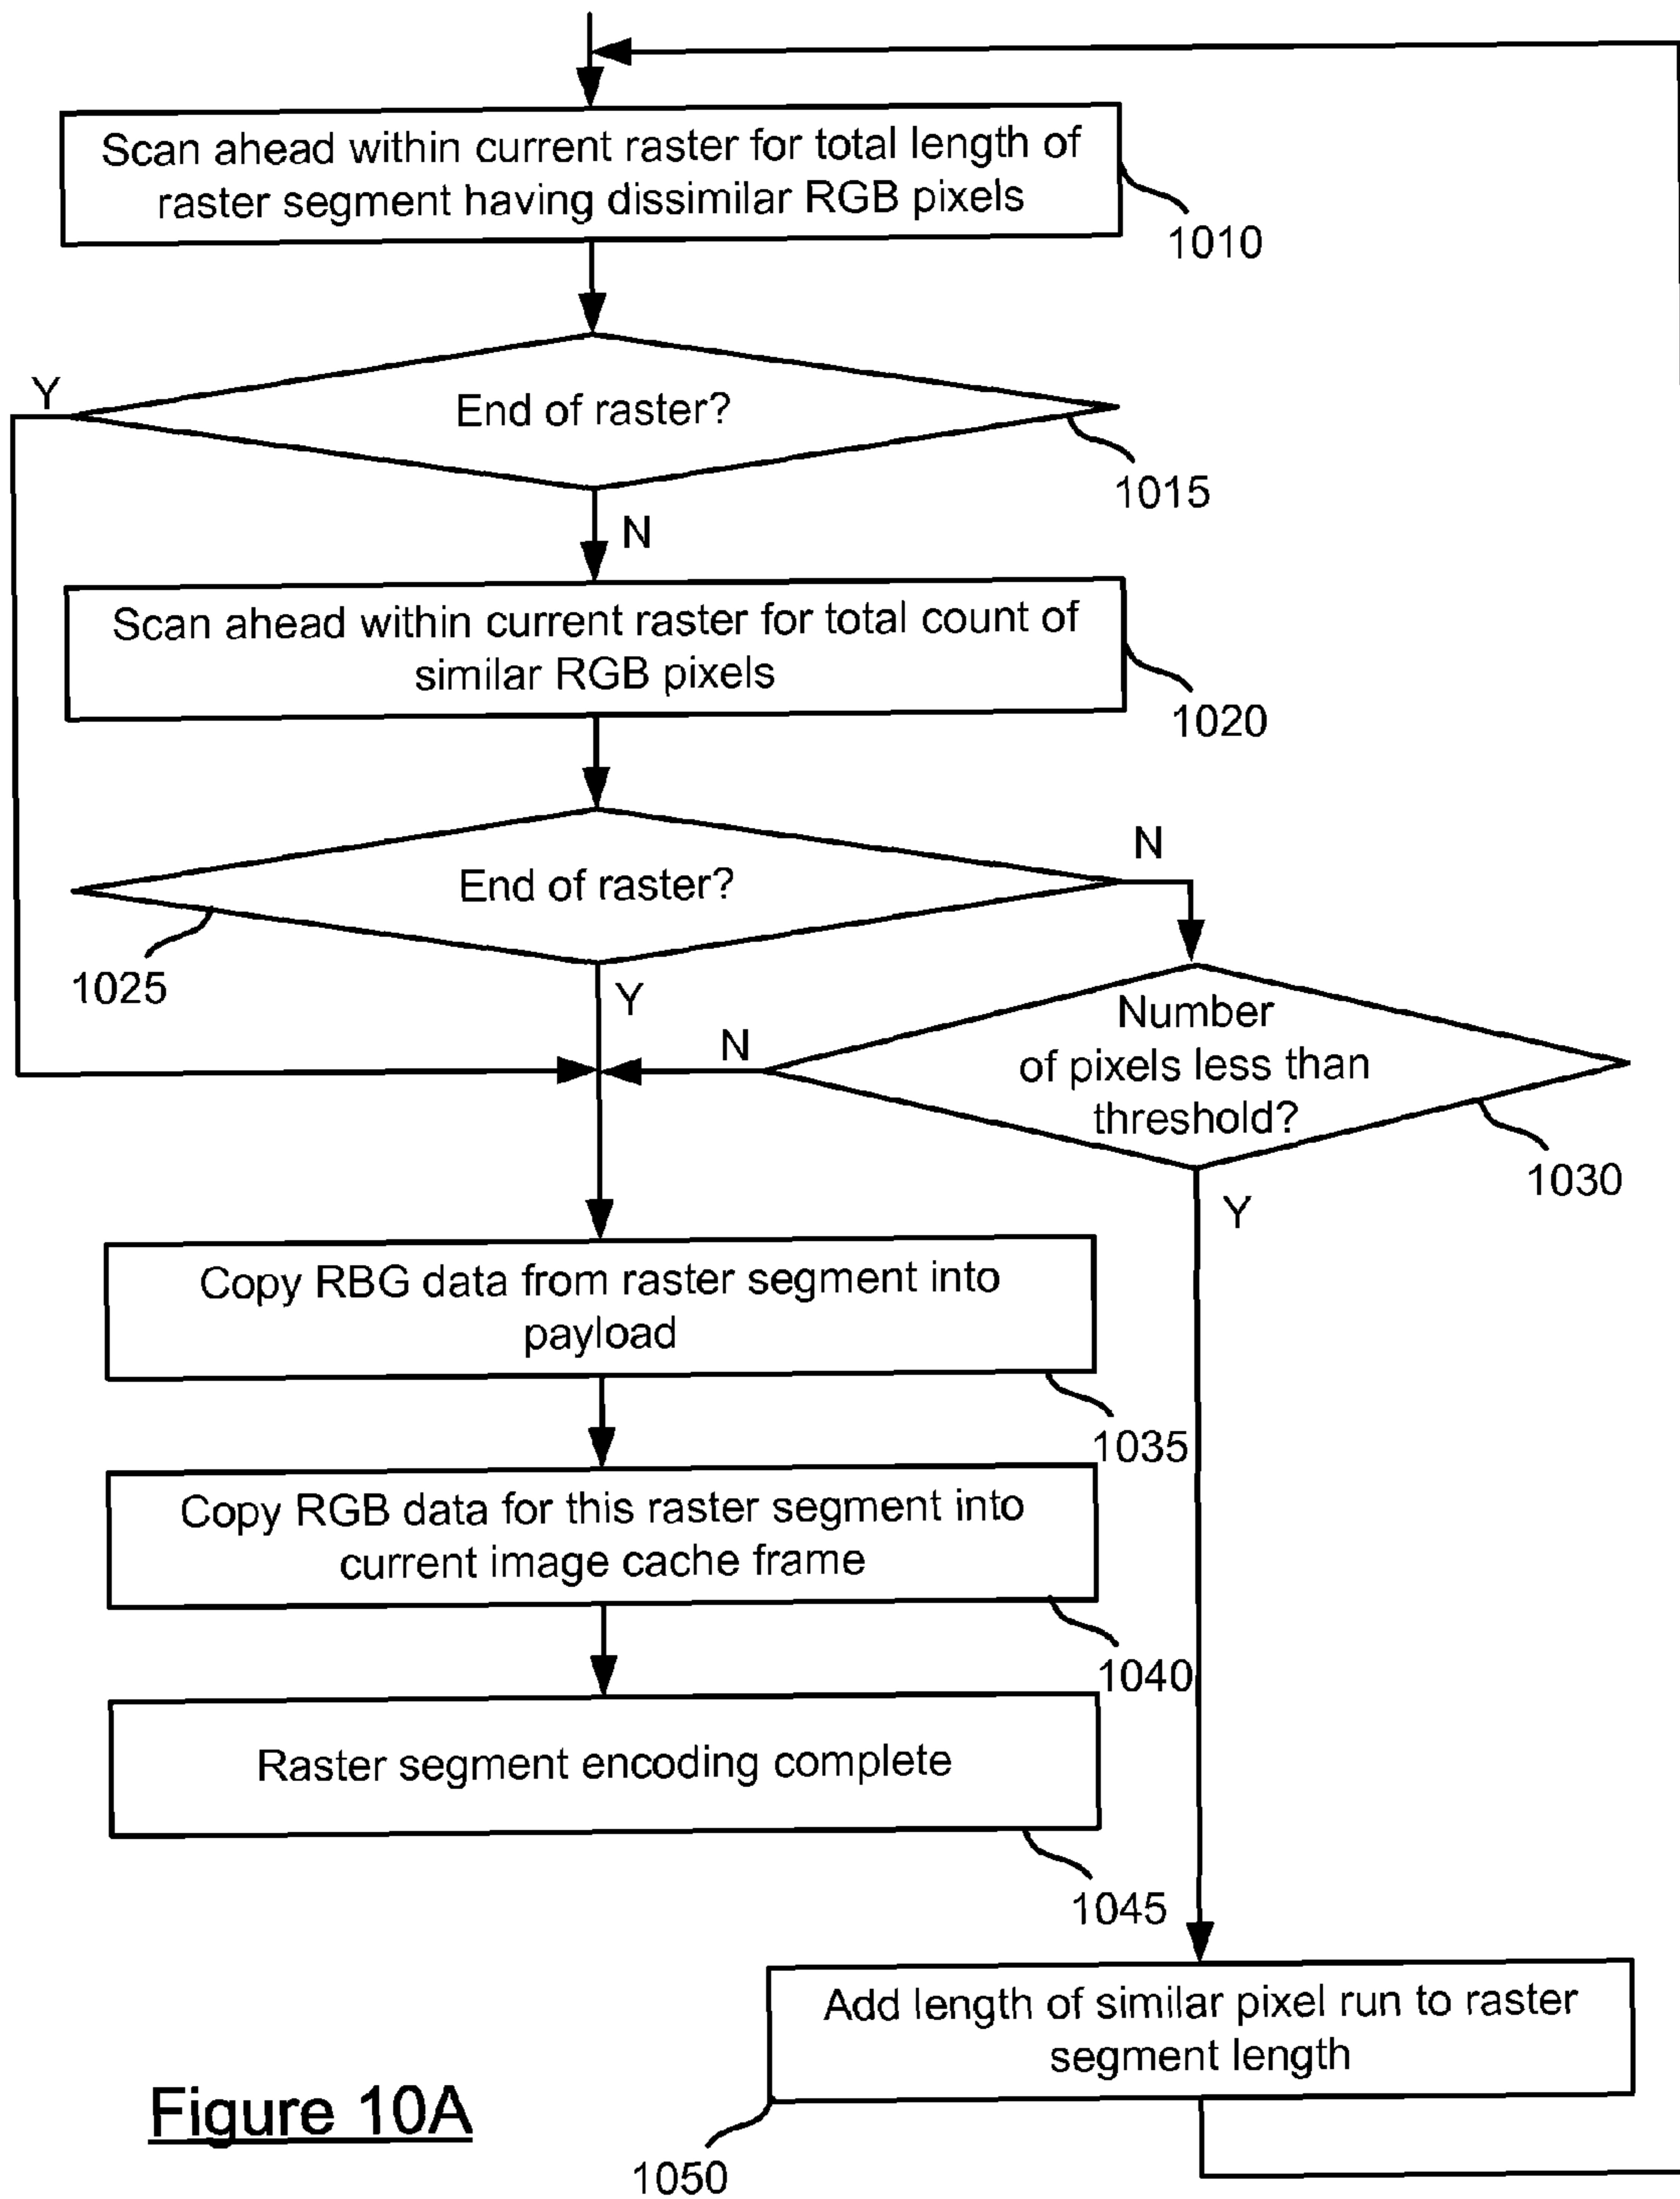 Scan ahead within current raster for total length of
raster segment having dissimilar RGB pixels
1010
Y
End of raster?
1015
N
Scan ahead within current raster for total count of
similar RGB pixels
1020
N
End of raster?
1025
Y
Number
of pixels less than
threshold?
N
1030
Y
Copy RBG data from raster segment into
payload
1035
Copy RGB data for this raster segment into
current image cache frame
1040
Raster segment encoding complete
1045
Add length of similar pixel run to raster
segment length
1050
Figure 10A